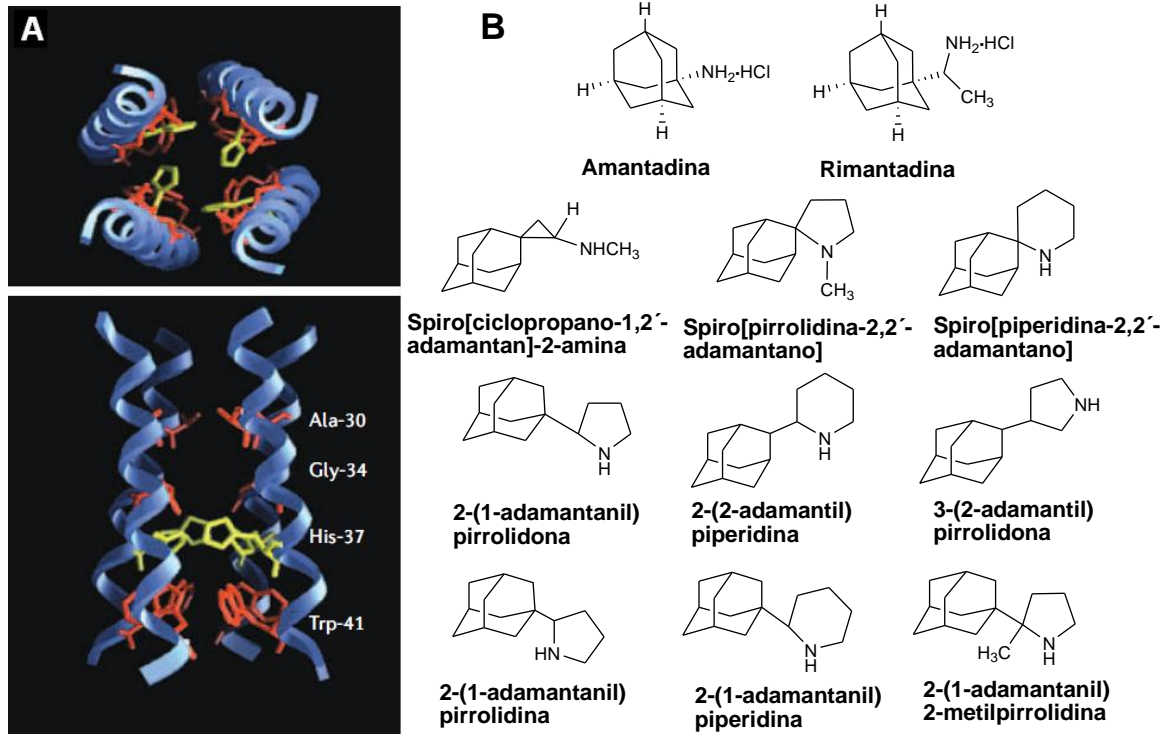 A
Ala-30
Gly-34
His-37
Trp-41
B
H
H
H
NH2·HCl
Amantadina
H
H
H
NH2·HCl
CH3
Rimantadina
H
NHCH3
Spiro[ciclopropano-1,2´-
adamantan]-2-amina
N
CH3
Spiro[pirrolidina-2,2´-
adamantano]
N
H
Spiro[piperidina-2,2´-
adamantano]
N
H
2-(1-adamantanil)
pirrolidona
N
H
2-(2-adamantil)
piperidina
NH
3-(2-adamantil)
pirrolidona
HN
2-(1-adamantanil)
pirrolidina
N
H
2-(1-adamantanil)
piperidina
H3C
N
H
2-(1-adamantanil)
2-metilpirrolidina